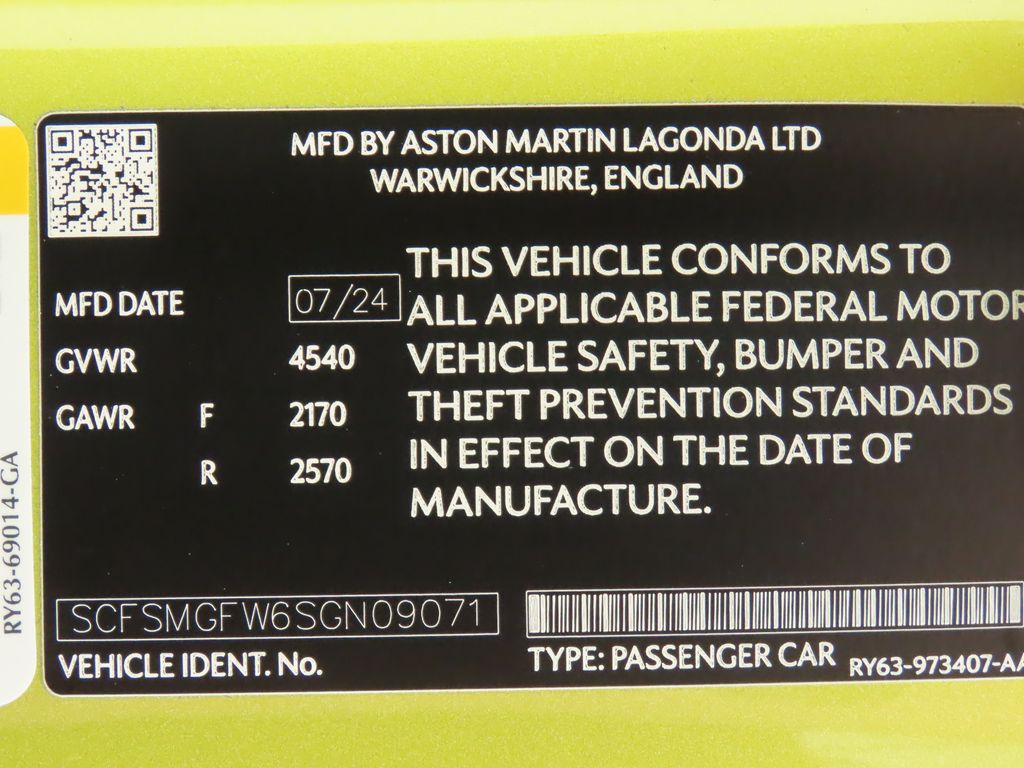 MFD BY ASTON MARTIN LAGONDA LTD
WARWICKSHIRE, ENGLAND
MFD DATE 07/24
GVWR 4540
GAWR F 2170
R 2570
THIS VEHICLE CONFORMS TO
ALL APPLICABLE FEDERAL MOTOR
VEHICLE SAFETY, BUMPER AND
THEFT PREVENTION STANDARDS
IN EFFECT ON THE DATE OF
MANUFACTURE.
SCFSMGFW6SGN09071
VEHICLE IDENT. No.
TYPE: PASSENGER CAR
RY63-973407-AA
RY63-69014-GA